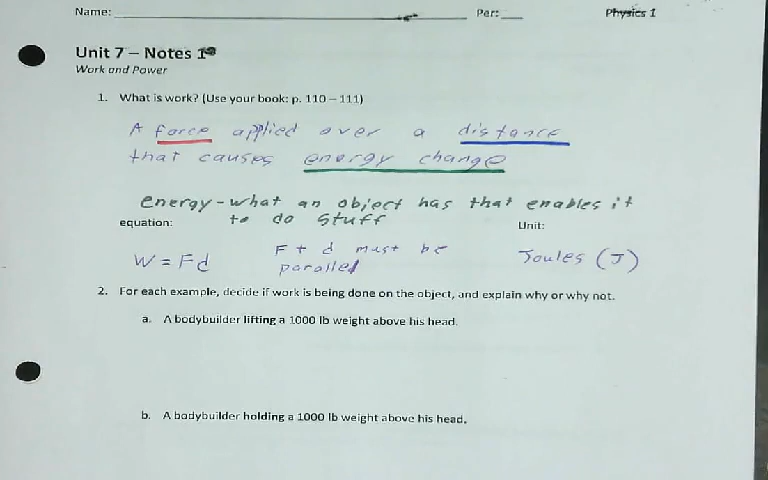 Name: Per: Physics 1
Unit 7 – Notes 1
Work and Power
1. What is work? (Use your book: p. 110 – 111)
A force applied over a distance
that causes energy change
energy - what an object has that enables it
to do stuff
equation: Unit:
W = Fd F + d must be parallel Joules (J)
2. For each example, decide if work is being done on the object, and explain why or why not.
a. A bodybuilder lifting a 1000 lb weight above his head.
b. A bodybuilder holding a 1000 lb weight above his head.